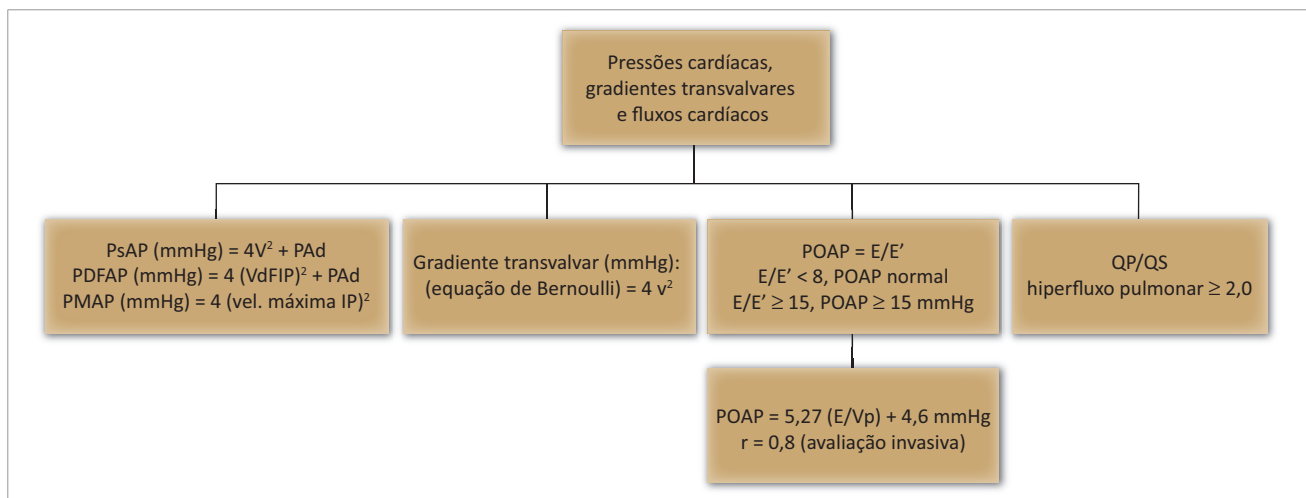 Pressões cardíacas,
gradientes transvalvares
e fluxos cardíacos
PsAP (mmHg) = 4V² + PAd
PDFAP (mmHg) = 4 (VdFIP)² + PAd
PMAP (mmHg) = 4 (vel. máxima IP)²
Gradiente transvalvar (mmHg):
(equação de Bernoulli) = 4 v²
POAP = E/E’
E/E’ < 8, POAP normal
E/E’ ≥ 15, POAP ≥ 15 mmHg
QP/QS
hiperfluxo pulmonar ≥ 2,0
POAP = 5,27 (E/Vp) + 4,6 mmHg
r = 0,8 (avaliação invasiva)